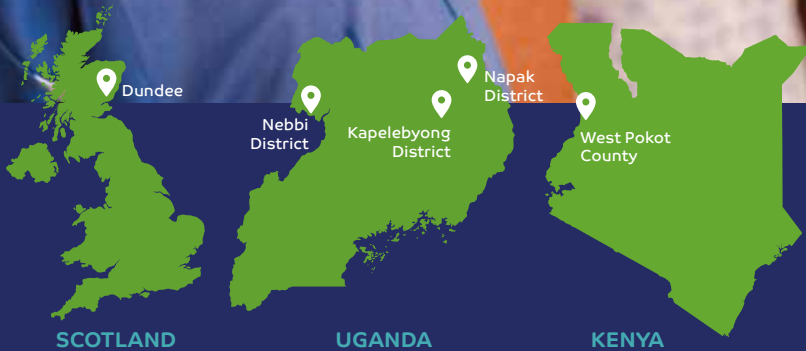 Dundee
Nebbi
District
Kapelebyong
District
Napak
District
West Pokot
County
SCOTLAND
UGANDA
KENYA